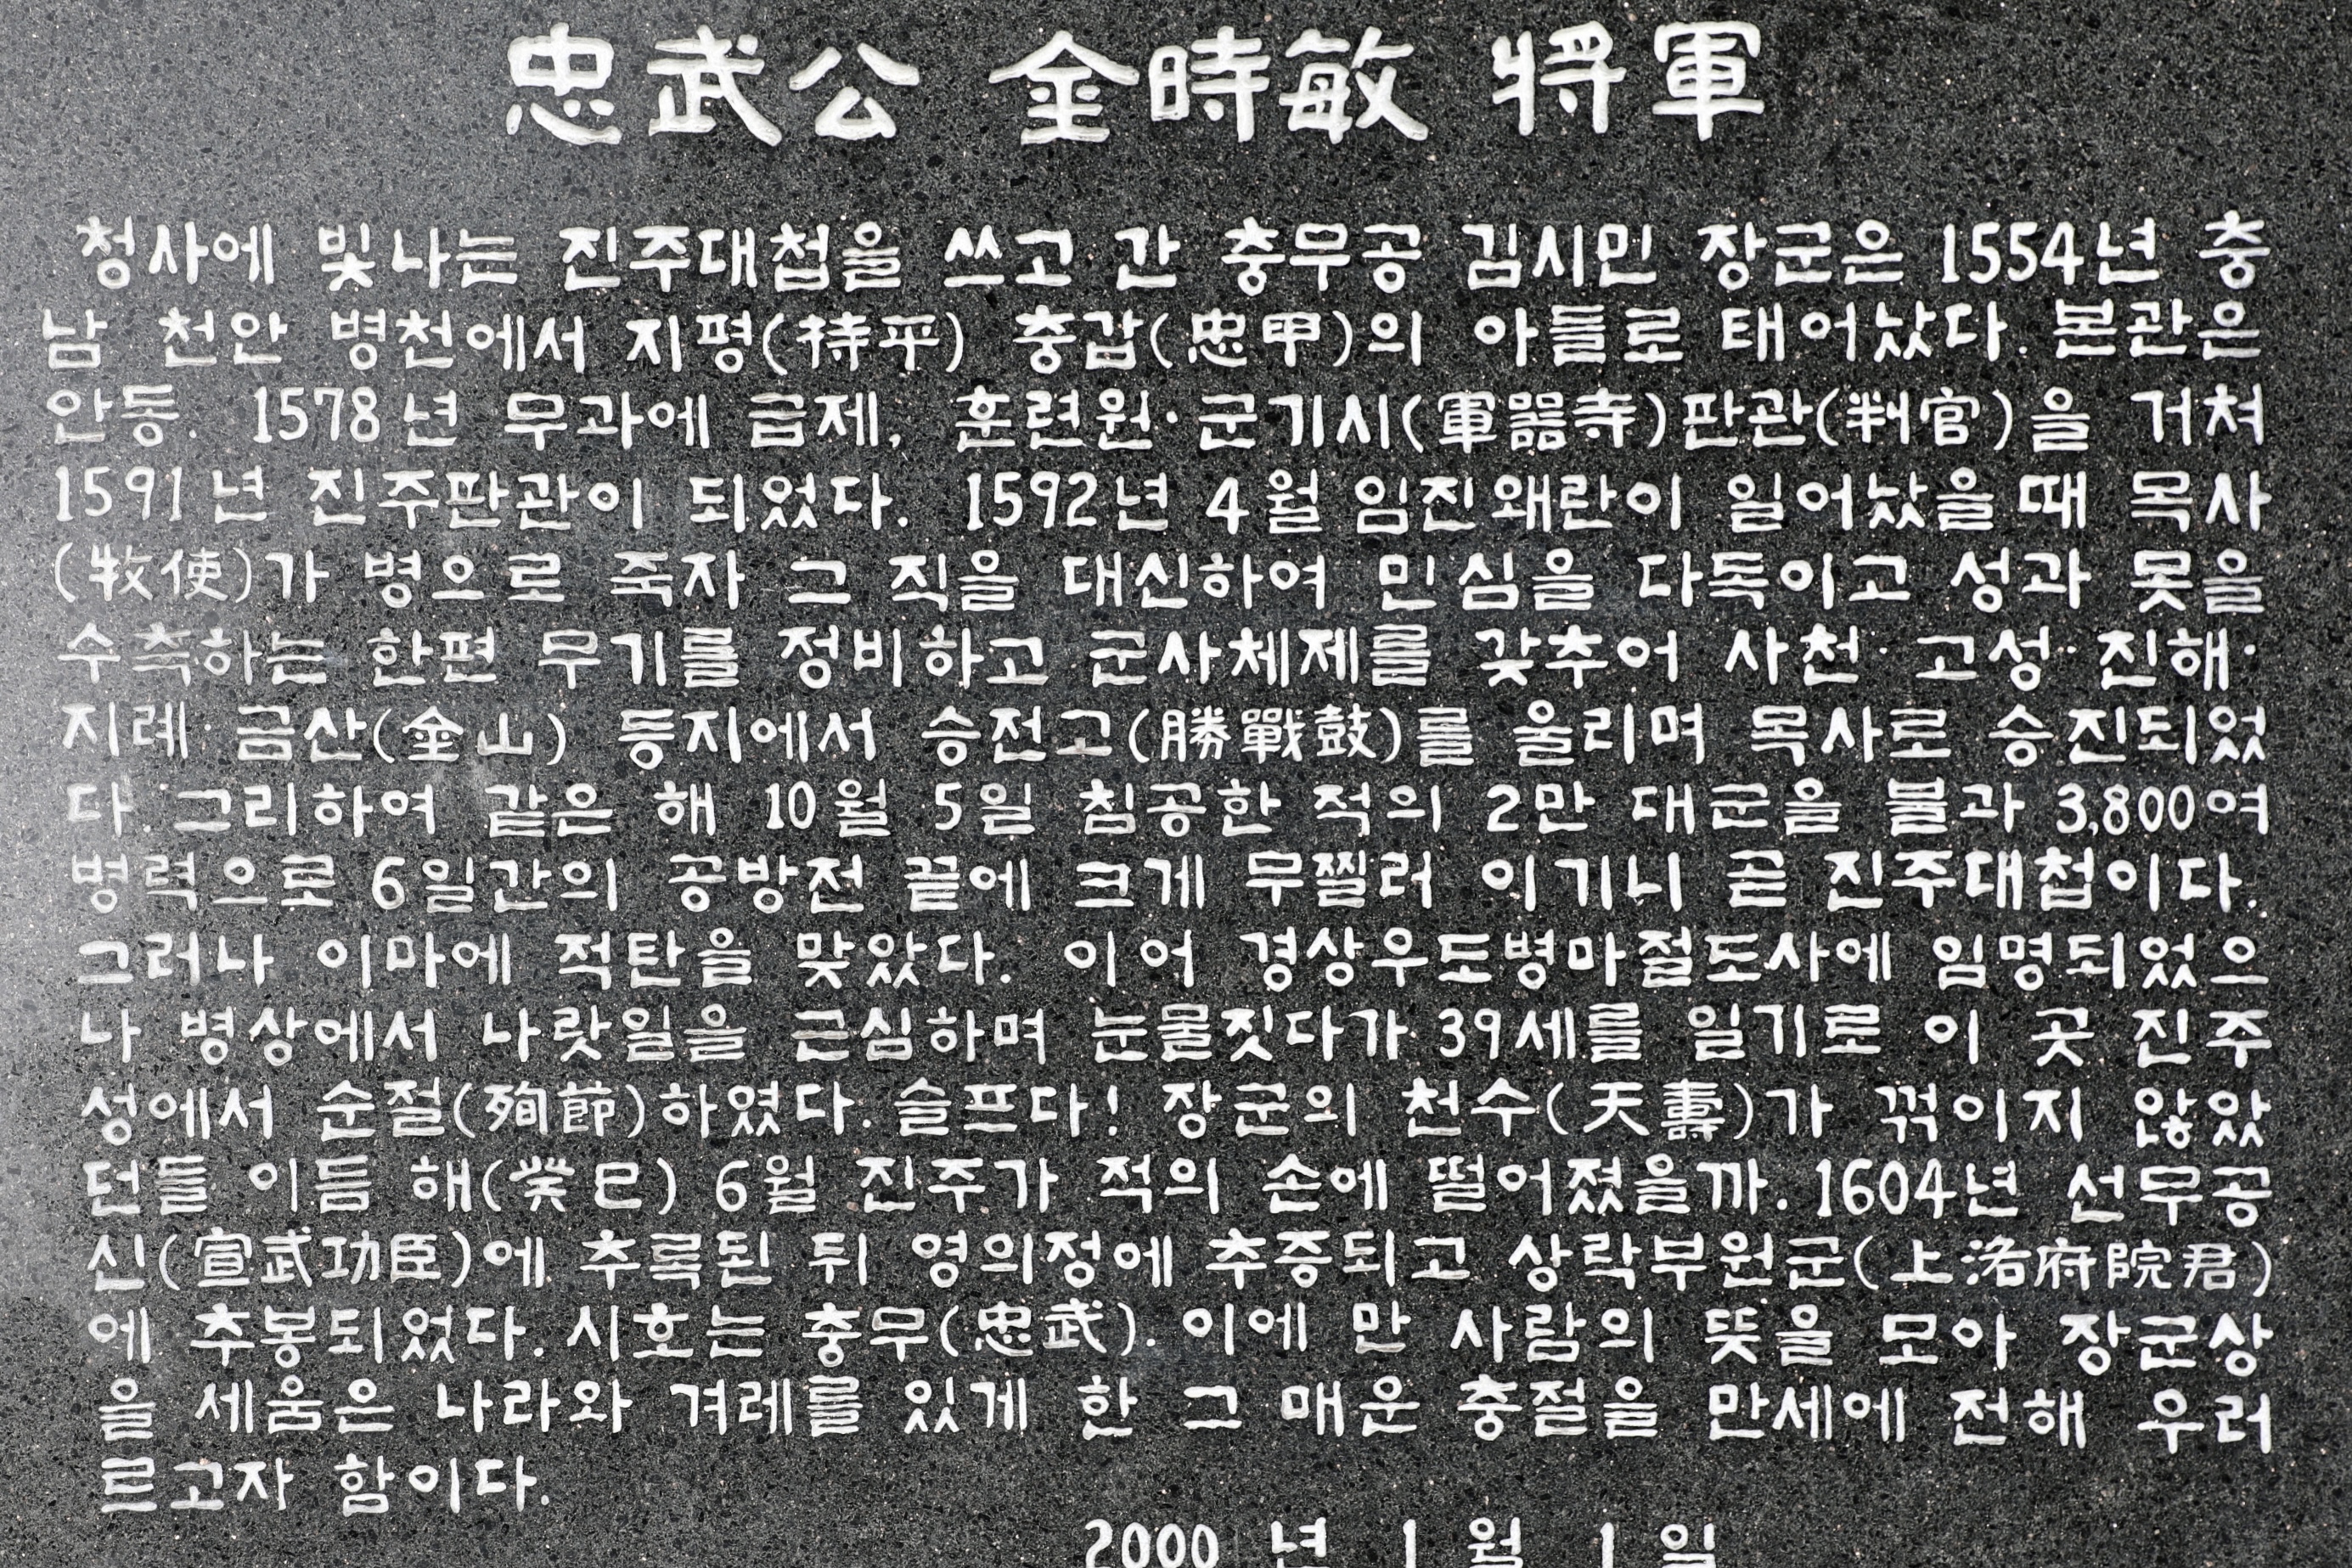 忠武公 金時敏 將軍
청사에 빛나는 진주대첩을 쓰고 간 충무공 김시민 장군은 1554년 충
남 천안 병천에서 지평(持平) 충갑(忠甲)의 아들로 태어났다. 본관은
안동. 1578년 무과에 급제, 훈련원·군기시(軍器寺)판관(判官)을 거쳐
1591년 진주판관이 되었다. 1592년 4월 임진왜란이 일어났을때 목사
(牧使)가 병으로 죽자 그 직을 대신하여 민심을 다독이고 성과 못을
수축하는 한편 무기를 정비하고 군사체제를 갖추어 사천·고성·진해·
지례·금산(金山) 등지에서 승전고(勝戰鼓)를 울리며 목사로 승진되었
다 그리하여 같은 해 10월 5일 침공한 적의 2만 대군을 불과 3,800여
병력으로 6일간의 공방전 끝에 크게 무찔러 이기니 곧 진주대첩이다.
그러나 이마에 적탄을 맞았다. 이어 경상우도병마절도사에 임명되었으
나 병상에서 나랏일을 근심하며 눈물짓다가 39세를 일기로 이 곳 진주
성에서 순절(殉節)하였다. 슬프다! 장군의 천수(天壽)가 꺾이지 않았
던들 이듬 해(癸巳) 6월 진주가 적의 손에 떨어졌을까. 1604년 선무공
신(宣武功臣)에 추록된 뒤 영의정에 추증되고 상락부원군(上洛府院君)
에 추봉되었다. 시호는 충무(忠武). 이에 만 사람의 뜻을 모아 장군상
을 세움은 나라와 겨레를 있게 한 그 매운 충절을 만세에 전해 우러
르고자 함이다.
2000 년 1 월 1 일